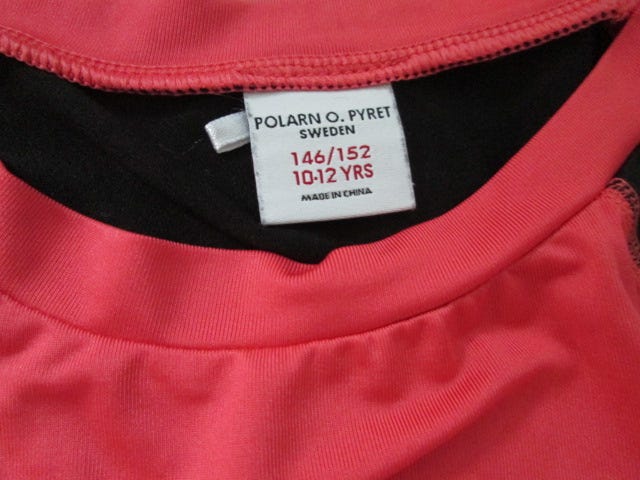 POLARN O. PYRET
SWEDEN
146/152
10-12 YRS
MADE IN CHINA